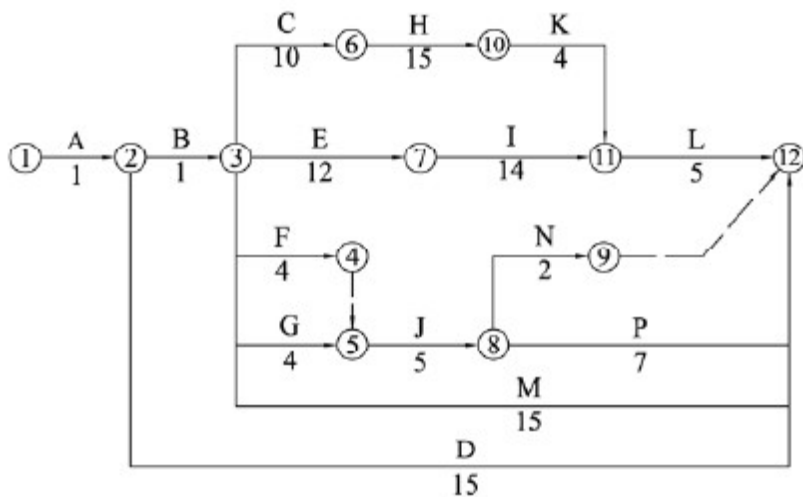 C H K
⑥ ⑩
10 15 4
A B E I L
① ② ③ ⑦ ⑪ ⑫
1 1 12 14 5
F N
④ ⑨
4 2
G J P
⑤ ⑧
4 5 7
M
15
D
15